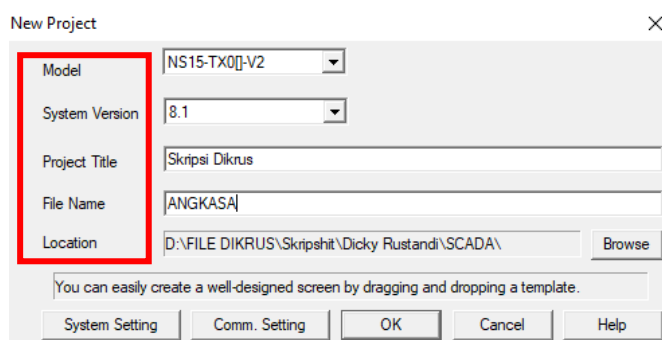 New Project
Model NS15-TX0[]-V2
System Version 8.1
Project Title Skripsi Dikrus
File Name ANGKASA
Location D:\FILE DIKRUS\Skripshit\Dicky Rustandi\SCADA\ Browse
You can easily create a well-designed screen by dragging and dropping a template.
System Setting Comm. Setting OK Cancel Help